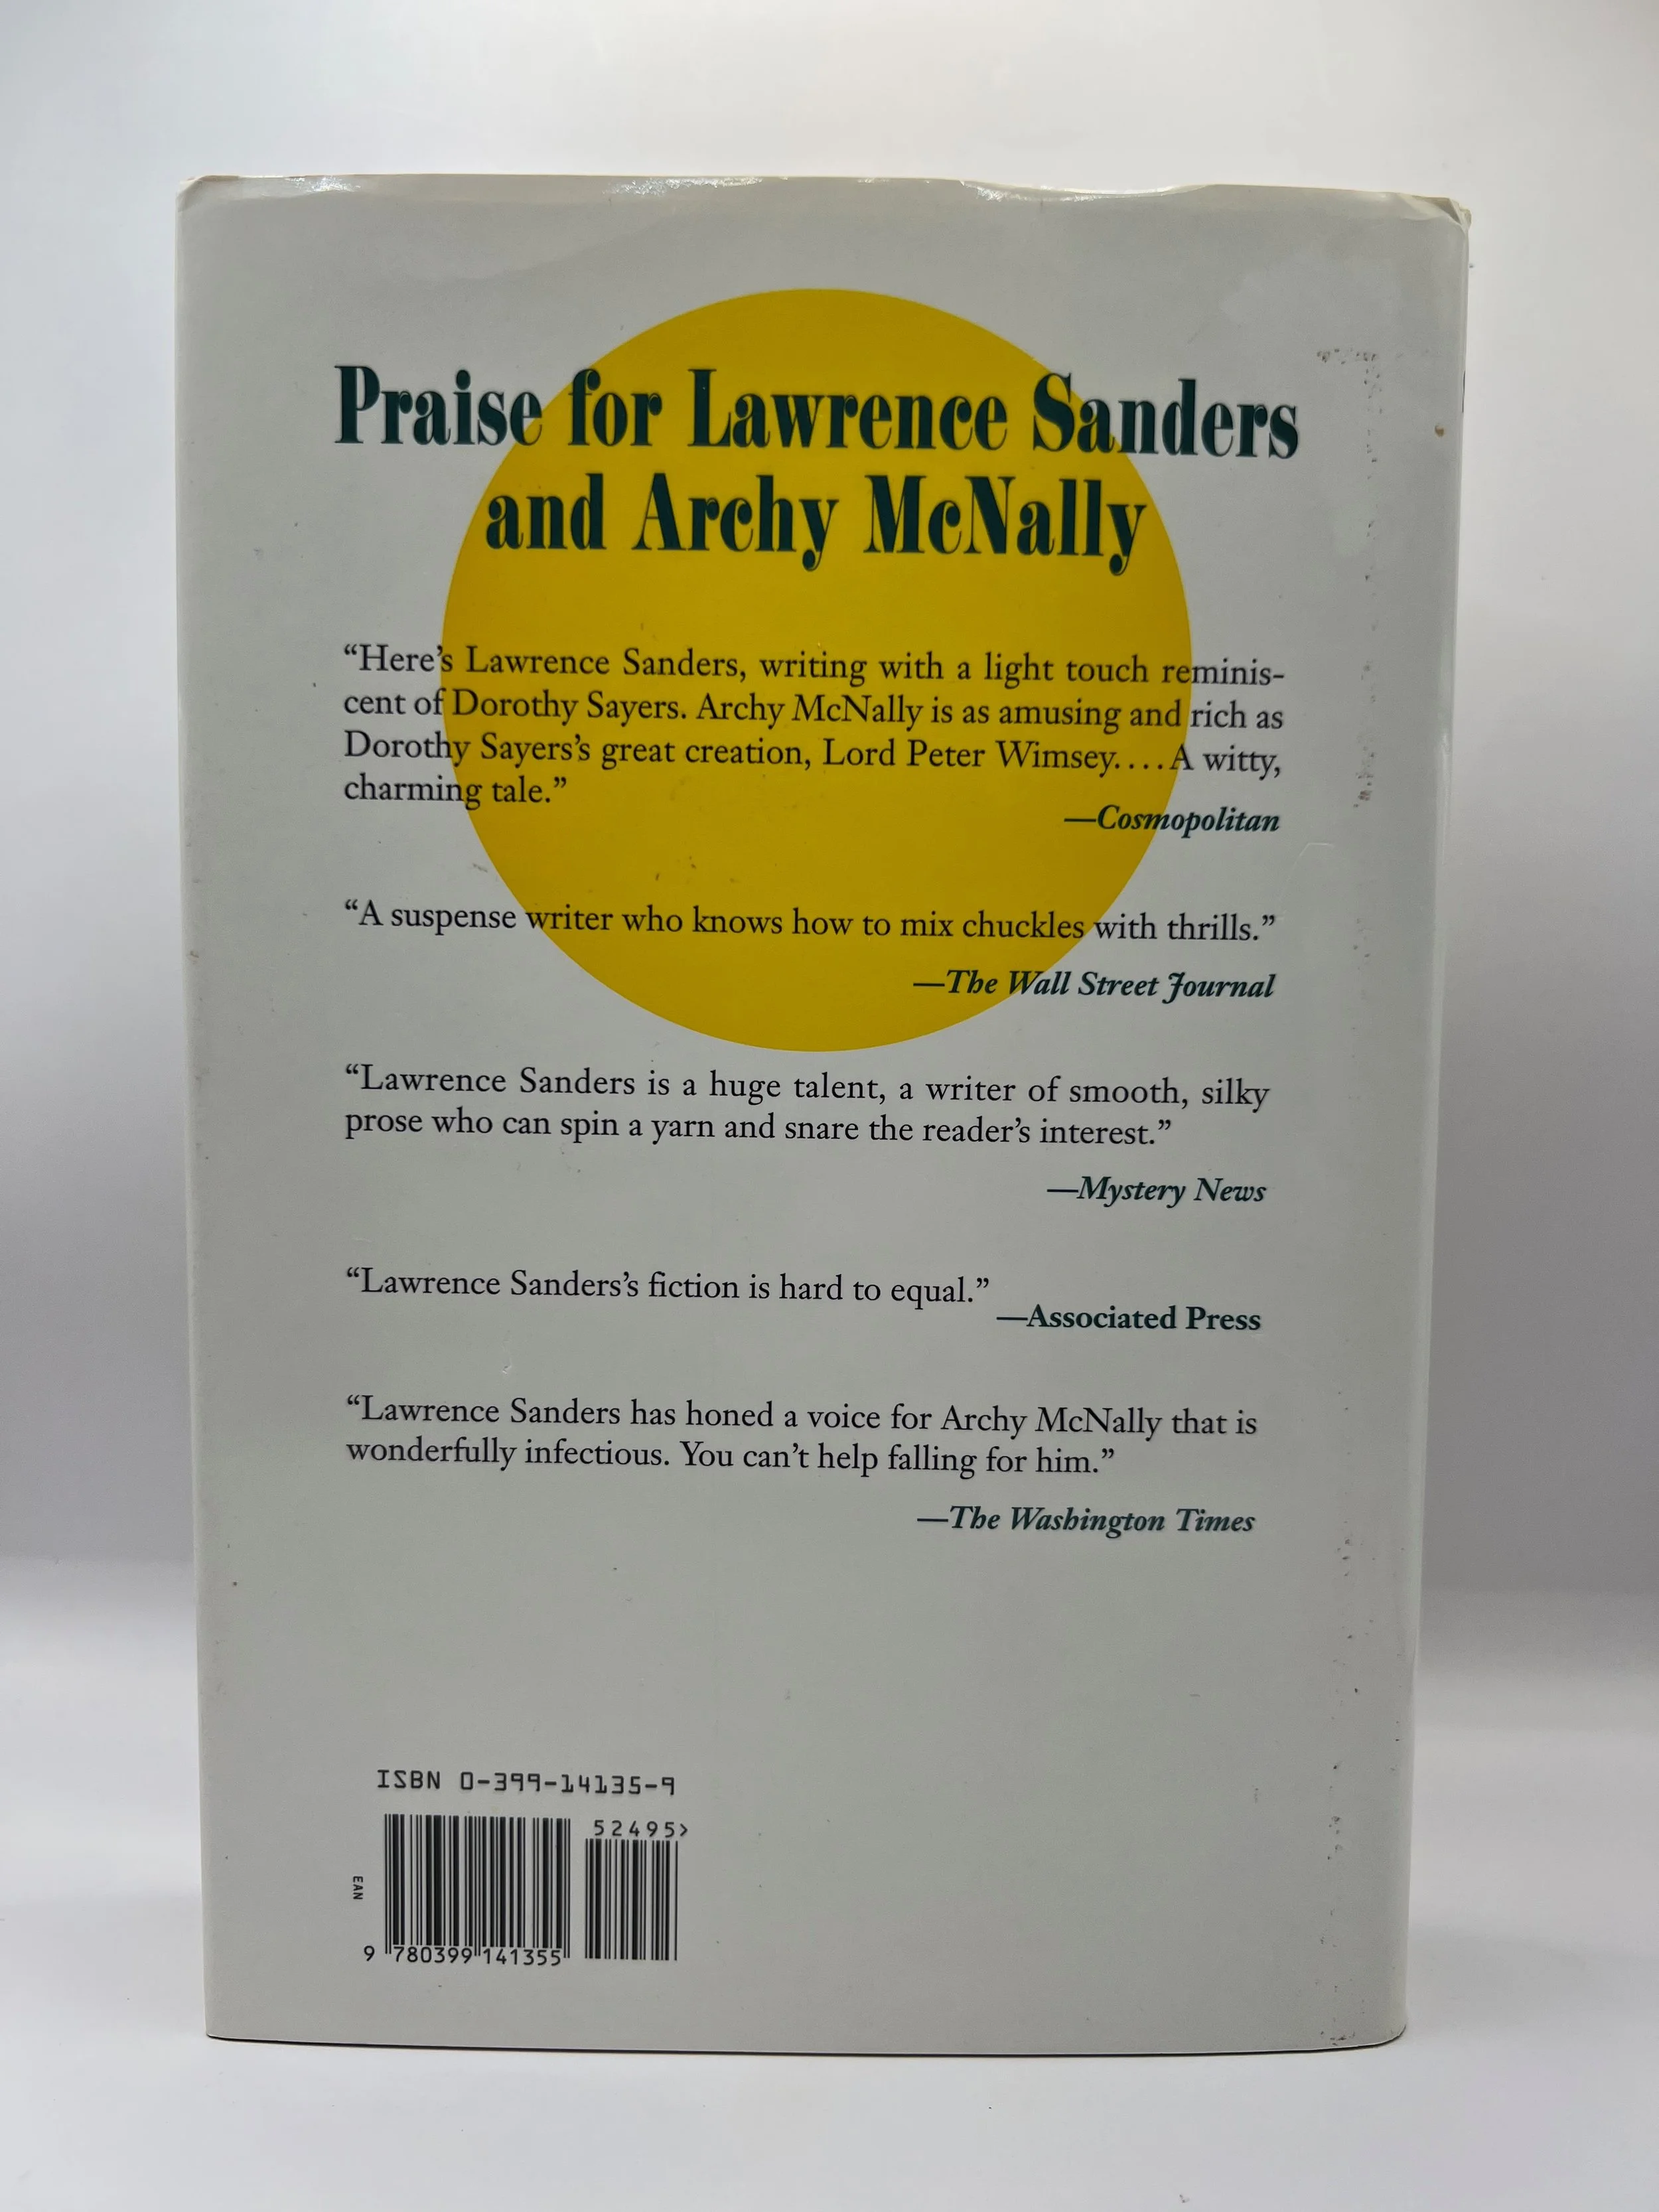 Praise for Lawrence Sanders
and Archy McNally
“Here’s Lawrence Sanders, writing with a light touch reminis-
cent of Dorothy Sayers. Archy McNally is as amusing and rich as
Dorothy Sayers’s great creation, Lord Peter Wimsey. . . . A witty,
charming tale.”
—Cosmopolitan
“A suspense writer who knows how to mix chuckles with thrills.”
—The Wall Street Journal
“Lawrence Sanders is a huge talent, a writer of smooth, silky
prose who can spin a yarn and snare the reader’s interest.”
—Mystery News
“Lawrence Sanders’s fiction is hard to equal.”
—Associated Press
“Lawrence Sanders has honed a voice for Archy McNally that is
wonderfully infectious. You can’t help falling for him.”
—The Washington Times
ISBN 0-399-14135-9
52495>
EAN
9 780399 141355